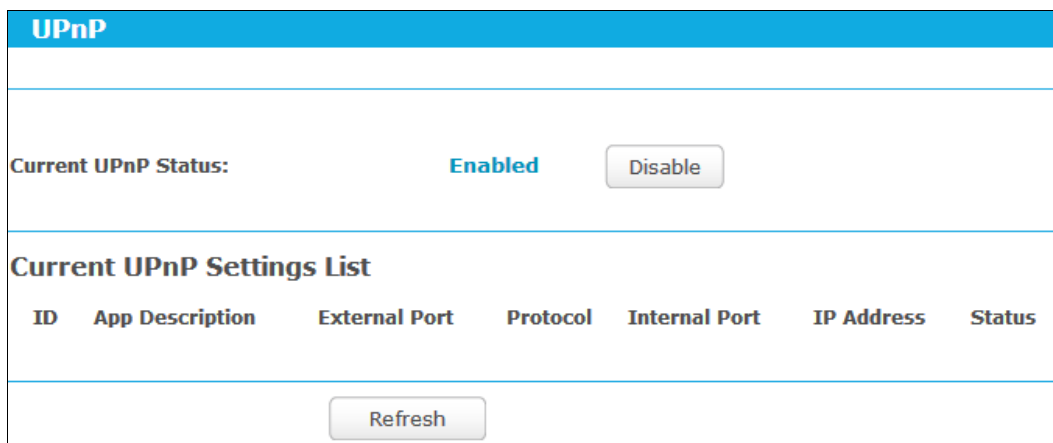 UPnP
Current UPnP Status: Enabled Disable
Current UPnP Settings List
ID App Description External Port Protocol Internal Port IP Address Status
Refresh